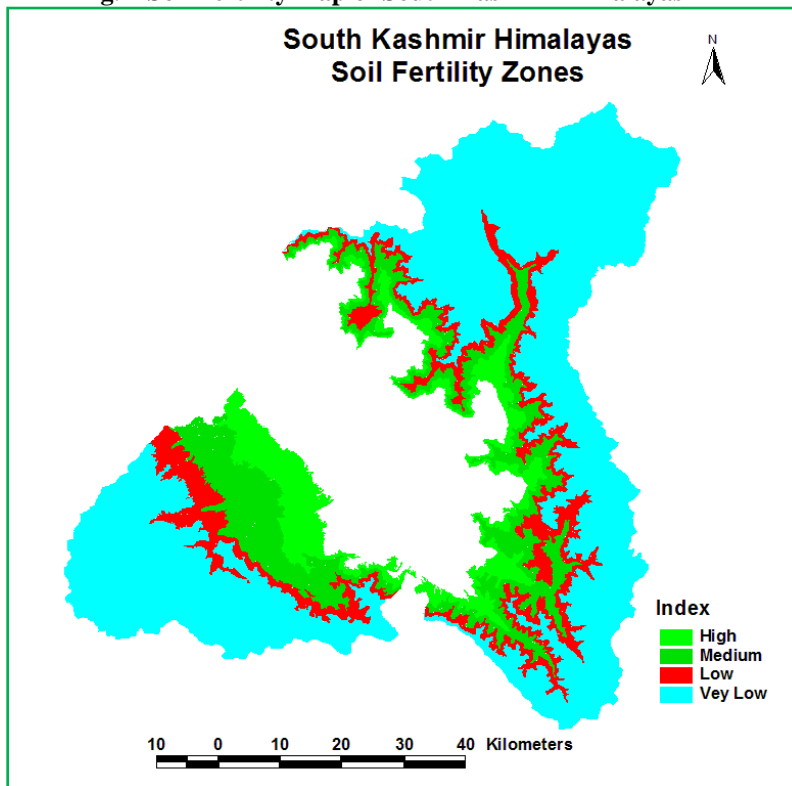 South Kashmir Himalayas
Soil Fertility Zones
N
Index
High
Medium
Low
Vey Low
10 0 10 20 30 40 Kilometers